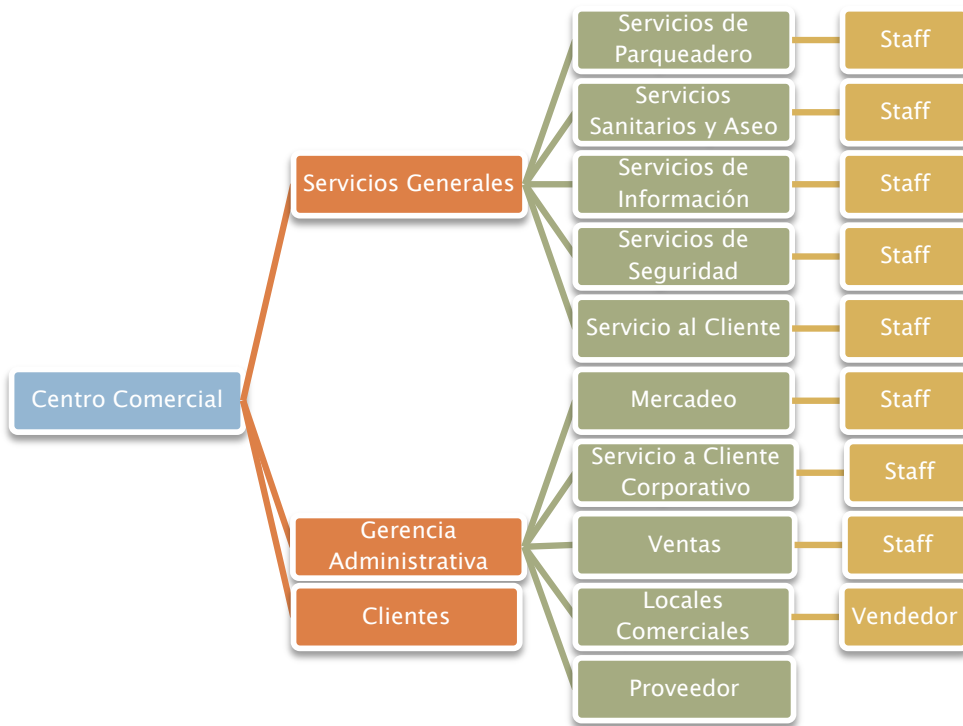 Servicios de
Parqueadero
Staff
Servicios
Sanitarios y Aseo
Staff
Servicios Generales
Servicios de
Información
Staff
Servicios de
Seguridad
Staff
Servicio al Cliente
Staff
Centro Comercial
Mercadeo
Staff
Servicio a Cliente
Corporativo
Staff
Gerencia
Administrativa
Ventas
Staff
Clientes
Locales
Comerciales
Vendedor
Proveedor